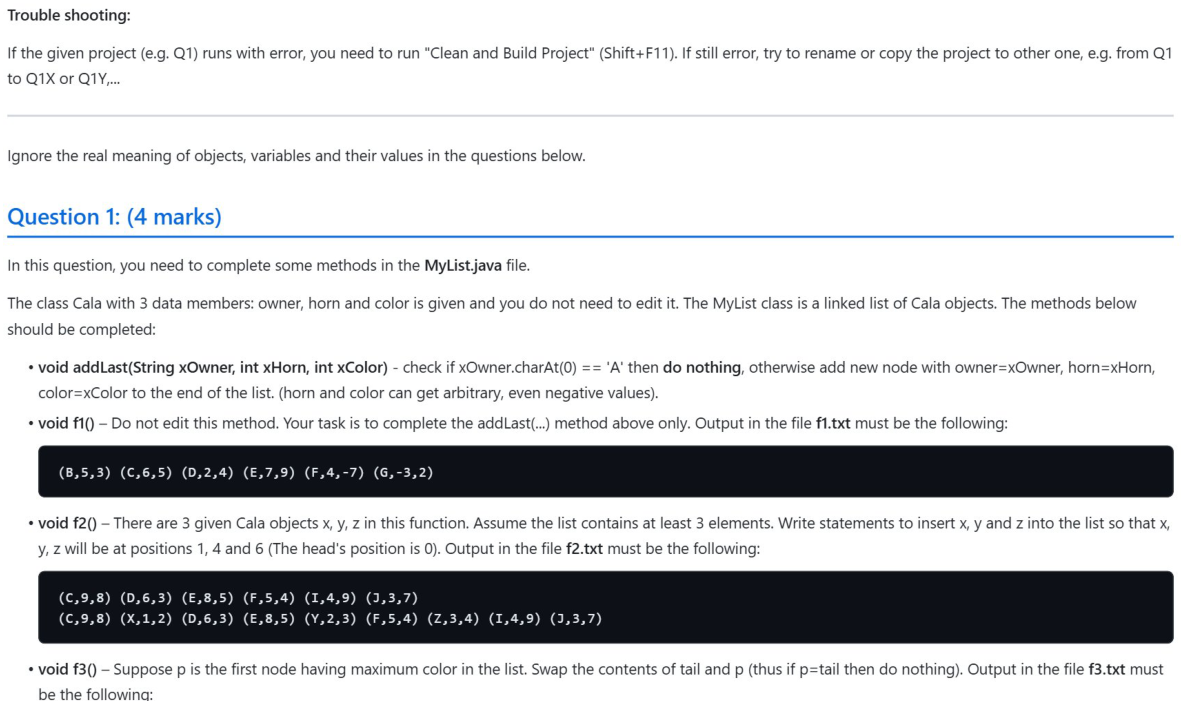 Trouble shooting:
If the given project (e.g. Q1) runs with error, you need to run "Clean and Build Project" (Shift+F11). If still error, try to rename or copy the project to other one, e.g. from Q1
to Q1X or Q1Y,...
Ignore the real meaning of objects, variables and their values in the questions below.
Question 1: (4 marks)
In this question, you need to complete some methods in the MyList.java file.
The class Cala with 3 data members: owner, horn and color is given and you do not need to edit it. The MyList class is a linked list of Cala objects. The methods below
should be completed:
• void addLast(String xOwner, int xHorn, int xColor) - check if xOwner.charAt(0) == 'A' then do nothing, otherwise add new node with owner=xOwner, horn=xHorn,
color=xColor to the end of the list. (horn and color can get arbitrary, even negative values).
• void f1() – Do not edit this method. Your task is to complete the addLast(...) method above only. Output in the file f1.txt must be the following:
(B,5,3) (C,6,5) (D,2,4) (E,7,9) (F,4,-7) (G,-3,2)
• void f2() – There are 3 given Cala objects x, y, z in this function. Assume the list contains at least 3 elements. Write statements to insert x, y and z into the list so that x,
y, z will be at positions 1, 4 and 6 (The head's position is 0). Output in the file f2.txt must be the following:
(C,9,8) (D,6,3) (E,8,5) (F,5,4) (I,4,9) (J,3,7)
(C,9,8) (X,1,2) (D,6,3) (E,8,5) (Y,2,3) (F,5,4) (Z,3,4) (I,4,9) (J,3,7)
• void f3() – Suppose p is the first node having maximum color in the list. Swap the contents of tail and p (thus if p=tail then do nothing). Output in the file f3.txt must
be the following: